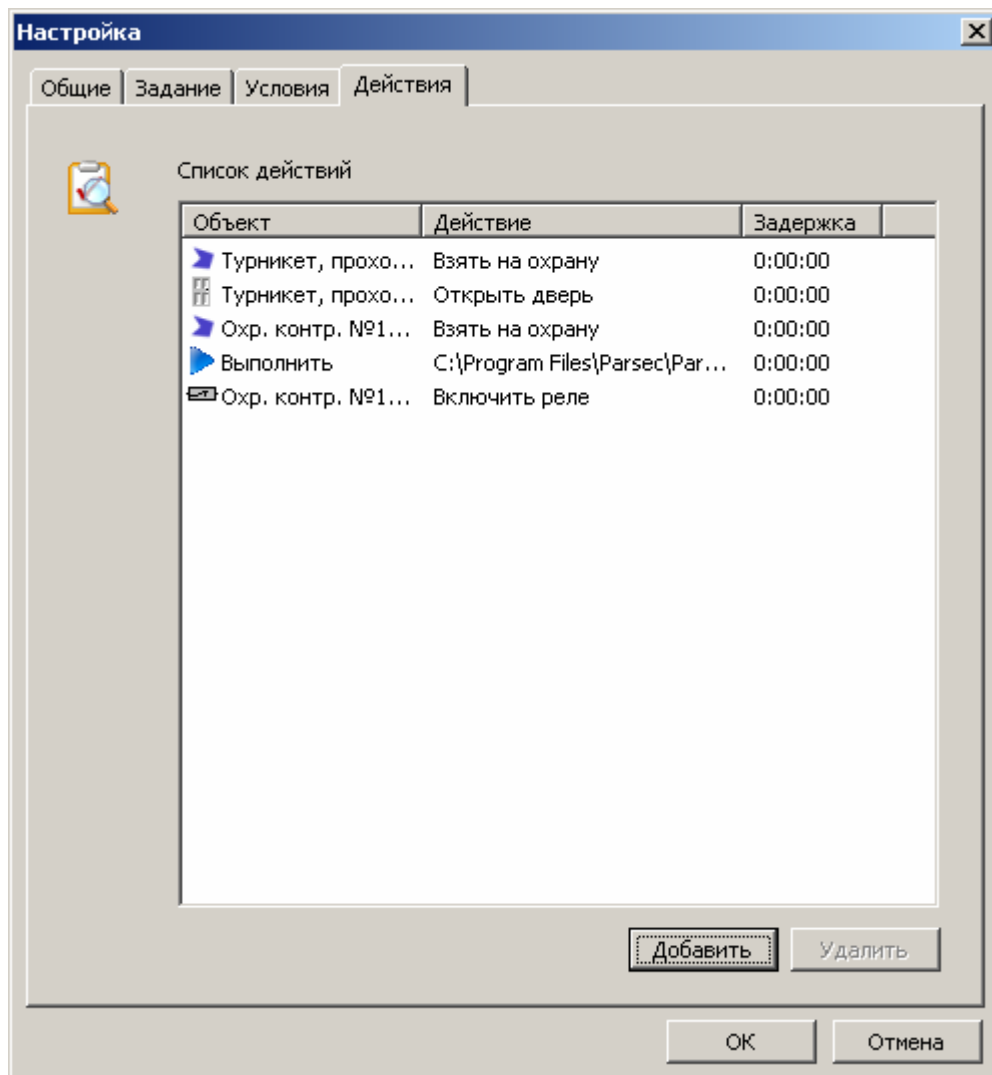 Настройка
Общие Задание Условия Действия
Список действий
Объект Действие Задержка
Турникет, прохо... Взять на охрану 0:00:00
Турникет, прохо... Открыть дверь 0:00:00
Охр. контр. №1... Взять на охрану 0:00:00
Выполнить C:\Program Files\Parsec\Par... 0:00:00
Охр. контр. №1... Включить реле 0:00:00
Добавить Удалить
ОК Отмена